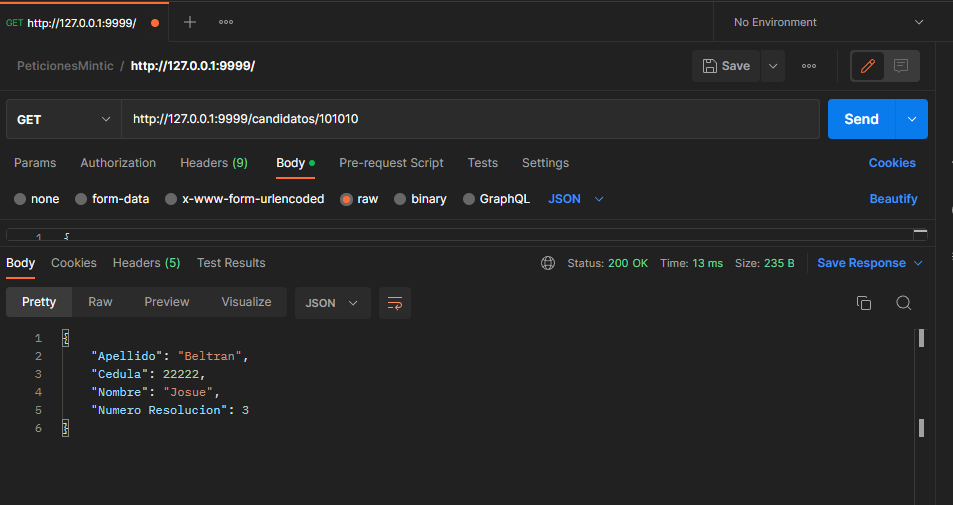 GET http://127.0.0.1:9999/
No Environment
PeticionesMintic / http://127.0.0.1:9999/
Save
GET http://127.0.0.1:9999/candidatos/101010
Send
Params Authorization Headers (9) Body Pre-request Script Tests Settings Cookies
none form-data x-www-form-urlencoded raw binary GraphQL JSON Beautify
1 {
Body Cookies Headers (5) Test Results Status: 200 OK Time: 13 ms Size: 235 B Save Response
Pretty Raw Preview Visualize JSON
1 {
2 "Apellido": "Beltran",
3 "Cedula": 22222,
4 "Nombre": "Josue",
5 "Numero Resolucion": 3
6 }